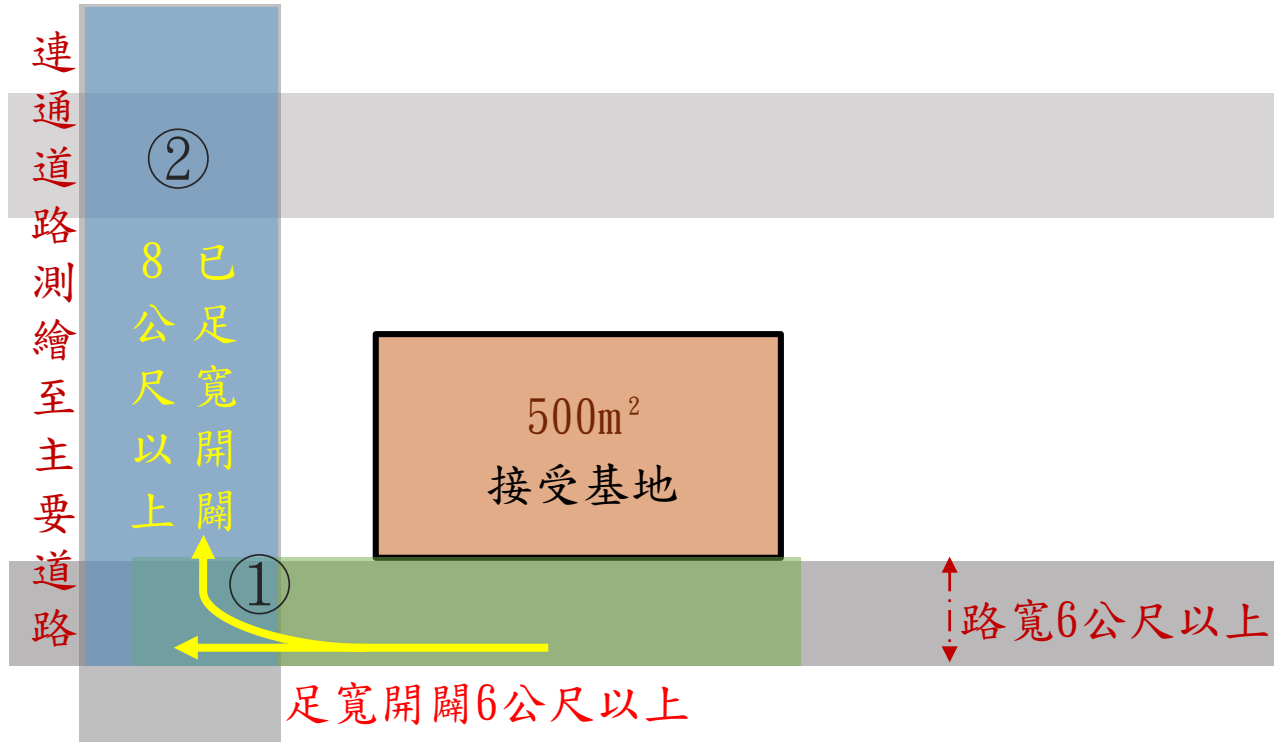 連通道路測繪至主要道路
②
已足寬開闢
8公尺以上
500m²
接受基地
①
路寬6公尺以上
足寬開闢6公尺以上